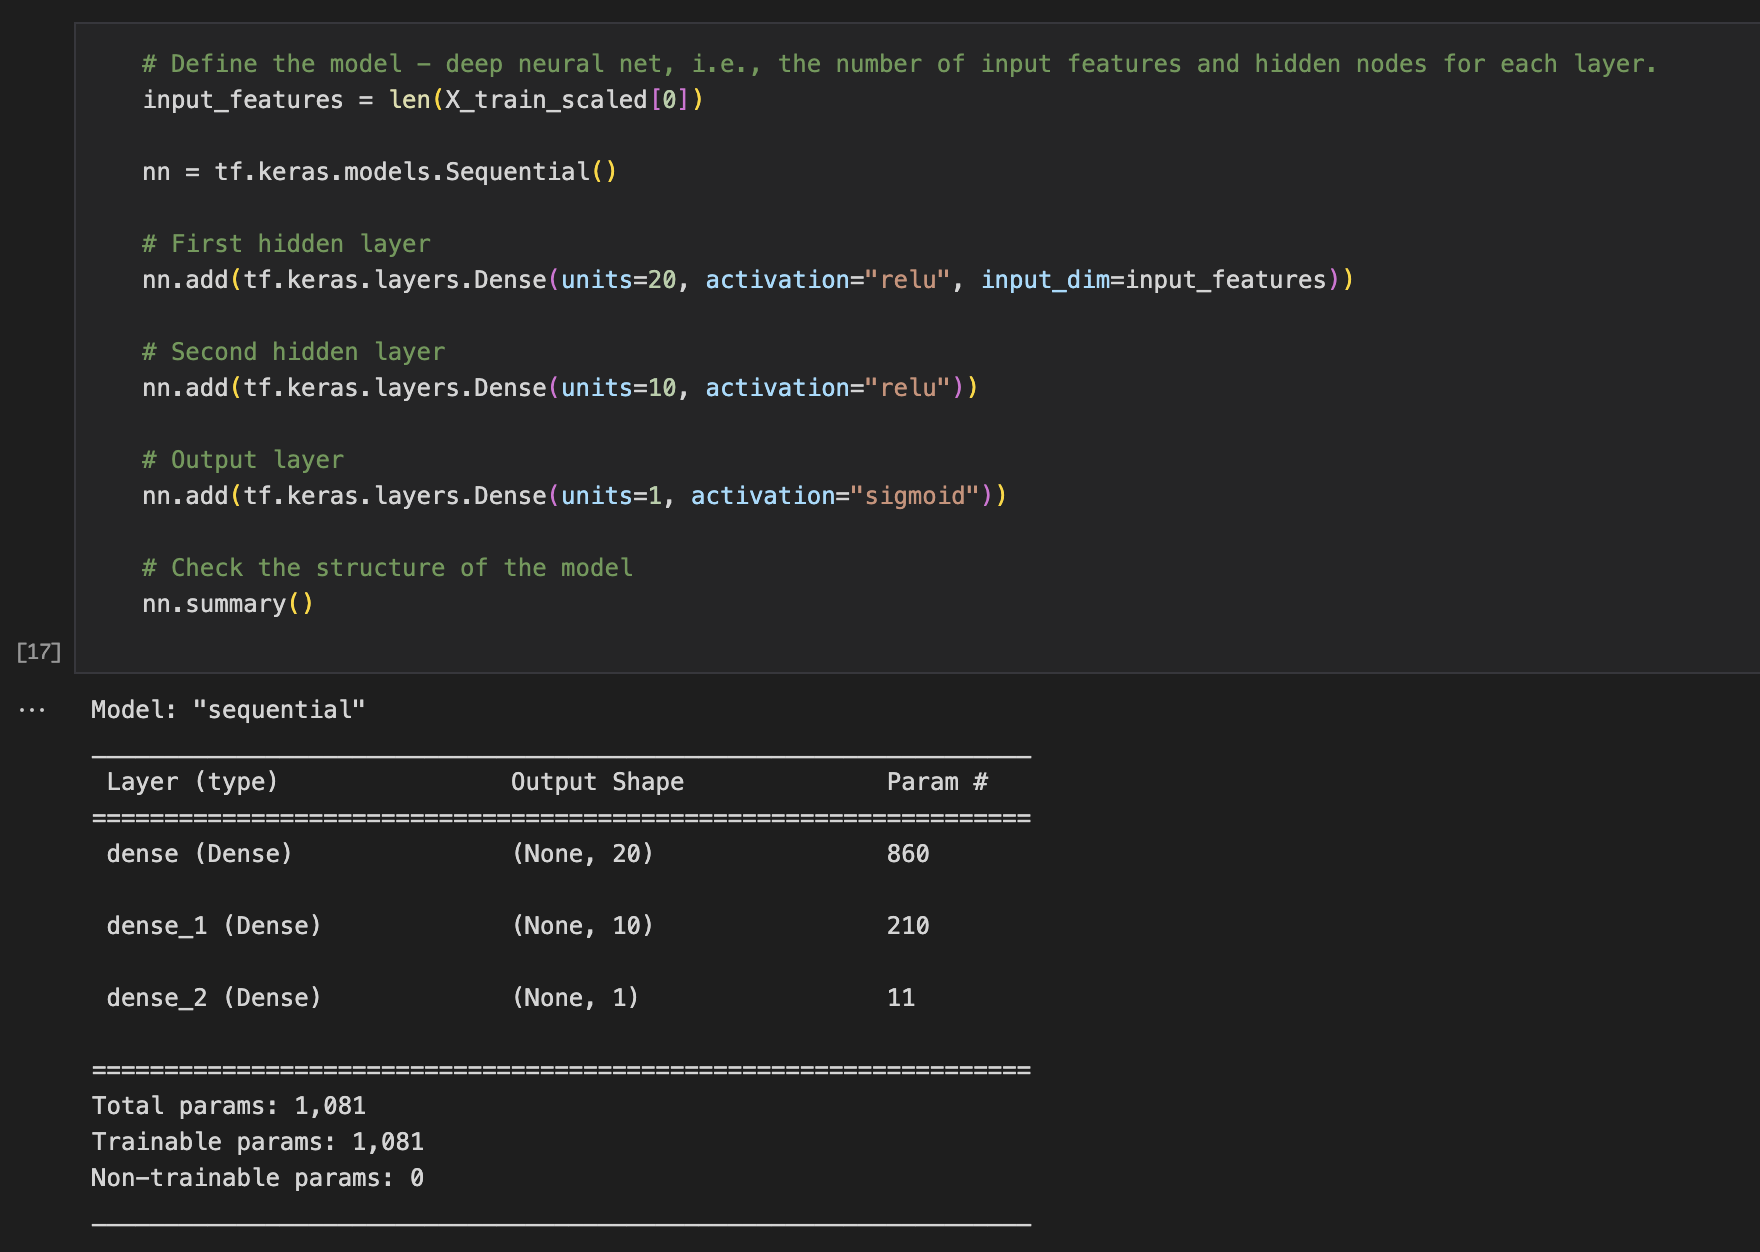 # Define the model – deep neural net, i.e., the number of input features and hidden nodes for each layer.
input_features = len(X_train_scaled[0])
nn = tf.keras.models.Sequential()
# First hidden layer
nn.add(tf.keras.layers.Dense(units=20, activation="relu", input_dim=input_features))
# Second hidden layer
nn.add(tf.keras.layers.Dense(units=10, activation="relu"))
# Output layer
nn.add(tf.keras.layers.Dense(units=1, activation="sigmoid"))
# Check the structure of the model
nn.summary()
[17]
... Model: "sequential"
_________________________________________________________________
Layer (type) Output Shape Param #
=================================================================
dense (Dense) (None, 20) 860
dense_1 (Dense) (None, 10) 210
dense_2 (Dense) (None, 1) 11
=================================================================
Total params: 1,081
Trainable params: 1,081
Non-trainable params: 0
_________________________________________________________________